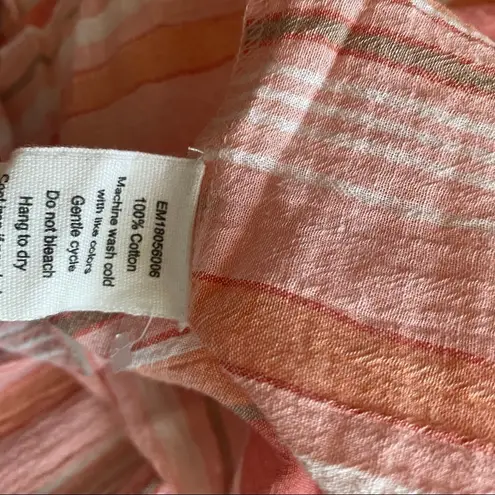 EM18056006
100% Cotton
Machine wash cold
with like colors
Gentle cycle
Do not bleach
Hang to dry